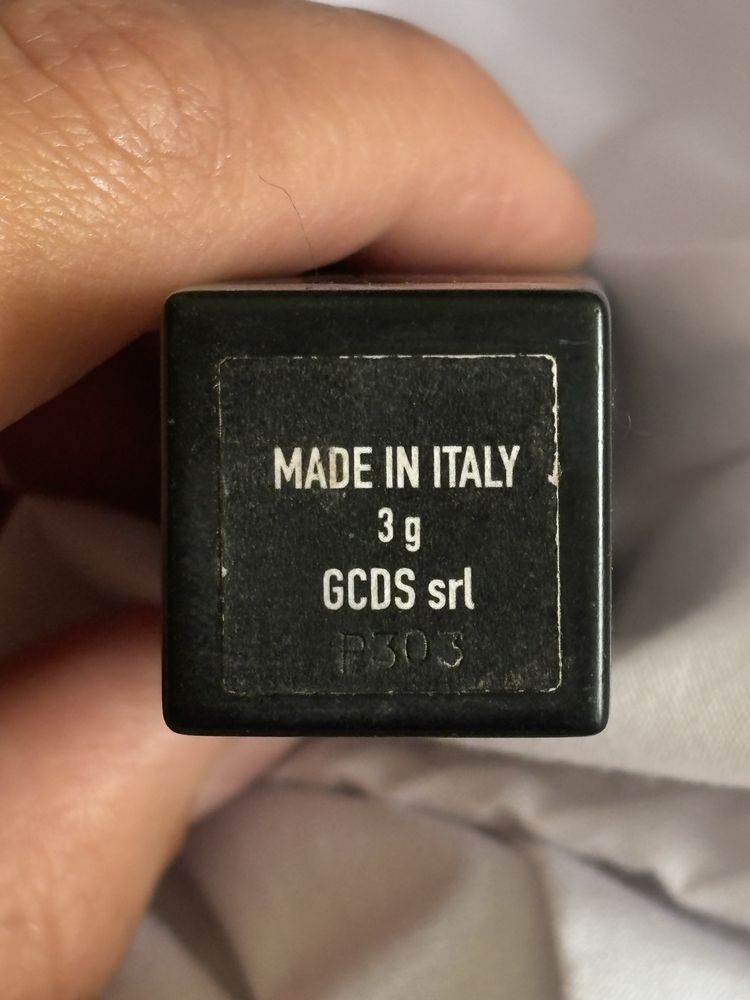 MADE IN ITALY
3 g
GCDS srl
P303